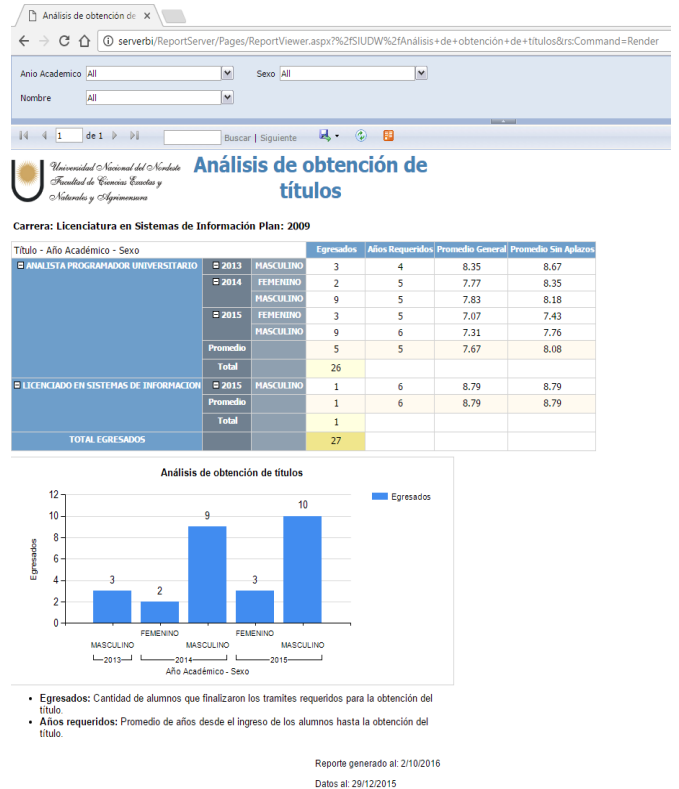 Análisis de obtención de
serverbi/ReportServer/Pages/ReportViewer.aspx?%2fSIUDW%2fAnálisis+de+obtención+de+títulos&rs:Command=Render
Anio Academico All Sexo All
Nombre All
1 de 1 Buscar | Siguiente
Universidad Nacional del Nordeste
Facultad de Ciencias Exactas y
Naturales y Agrimensura
Análisis de obtención de
títulos
Carrera: Licenciatura en Sistemas de Información Plan: 2009
Título - Año Académico - Sexo Egresados Años Requeridos Promedio General Promedio Sin Aplazos
ANALISTA PROGRAMADOR UNIVERSITARIO 2013 MASCULINO 3 4 8.35 8.67
2014 FEMENINO 2 5 7.77 8.35
MASCULINO 9 5 7.83 8.18
2015 FEMENINO 3 5 7.07 7.43
MASCULINO 9 6 7.31 7.76
Promedio 5 5 7.67 8.08
Total 26
LICENCIADO EN SISTEMAS DE INFORMACION 2015 MASCULINO 1 6 8.79 8.79
Promedio 1 6 8.79 8.79
Total 1
TOTAL EGRESADOS 27
Análisis de obtención de títulos
12
10
8
6
4
2
0
Egresados
3
2
9
3
10
Egresados
FEMENINO FEMENINO
MASCULINO MASCULINO MASCULINO
2013 2014 2015
Año Académico - Sexo
• Egresados: Cantidad de alumnos que finalizaron los tramites requeridos para la obtención del
título.
• Años requeridos: Promedio de años desde el ingreso de los alumnos hasta la obtención del
título.
Reporte generado al: 2/10/2016
Datos al: 29/12/2015